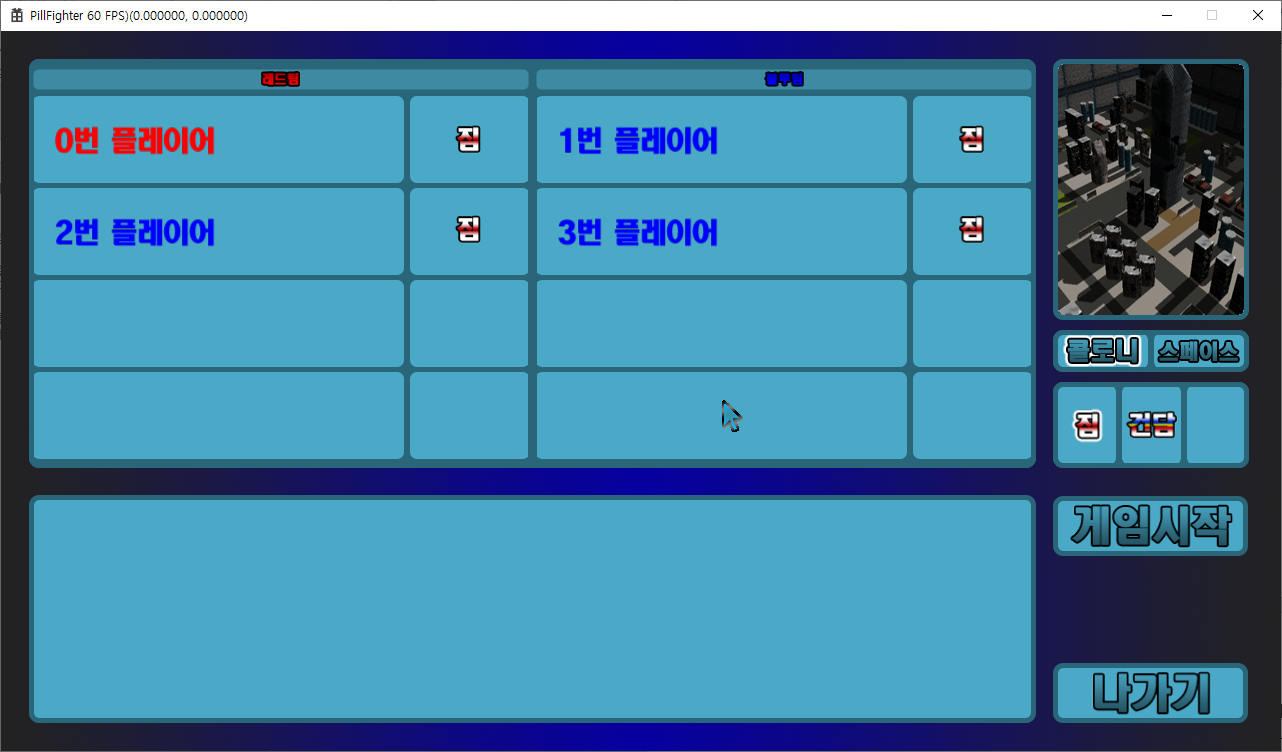 PillFighter 60 FPS)(0.000000, 0.000000)
레드팀 블루팀
0번 플레이어 짐 1번 플레이어 짐
2번 플레이어 짐 3번 플레이어 짐
콜로니 스페이스
짐 건담
게임시작
나가기